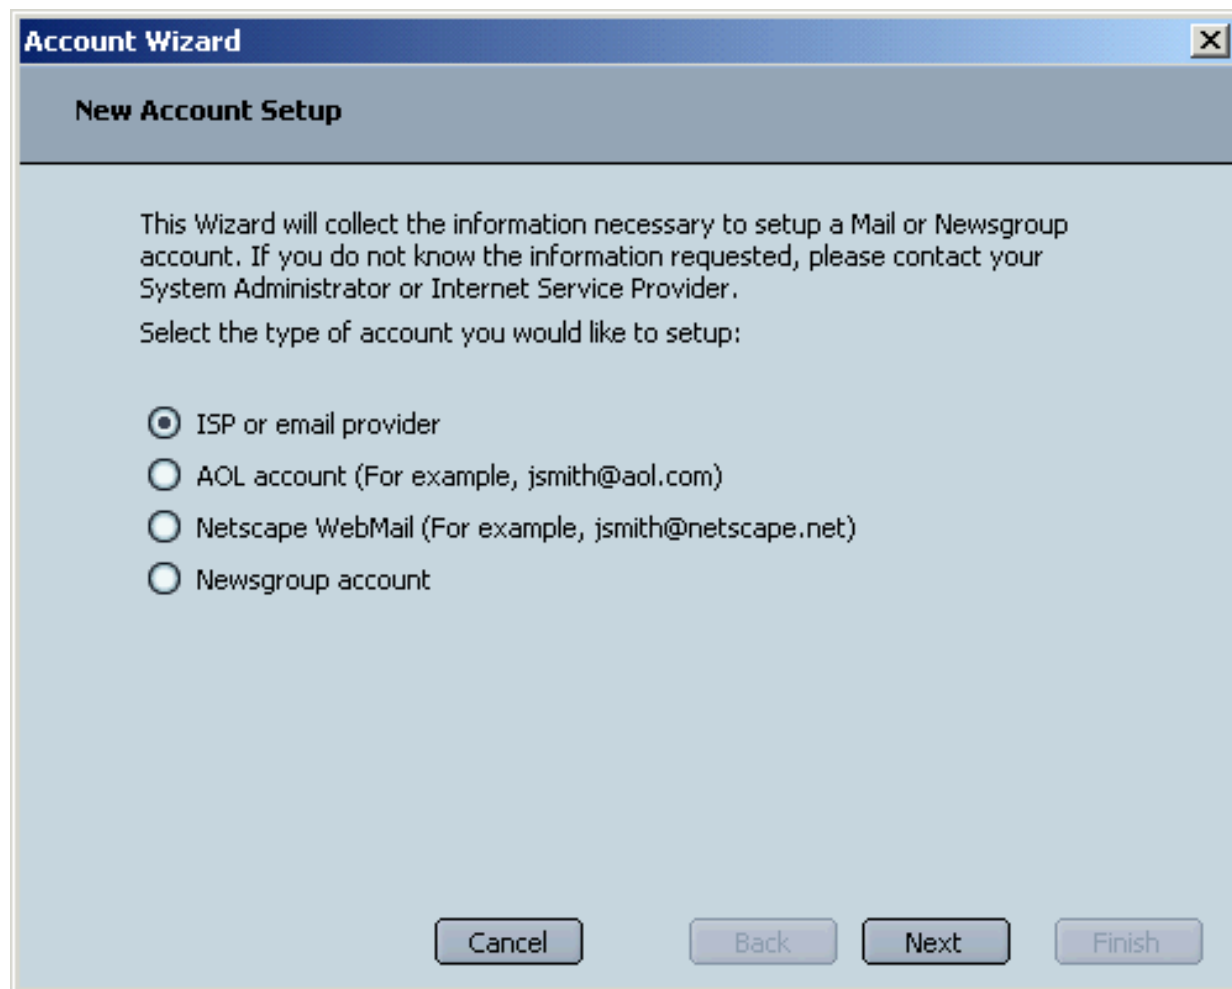 Account Wizard
New Account Setup
This Wizard will collect the information necessary to setup a Mail or Newsgroup
account. If you do not know the information requested, please contact your
System Administrator or Internet Service Provider.
Select the type of account you would like to setup:
ISP or email provider
AOL account (For example, jsmith@aol.com)
Netscape WebMail (For example, jsmith@netscape.net)
Newsgroup account
Cancel Back Next Finish